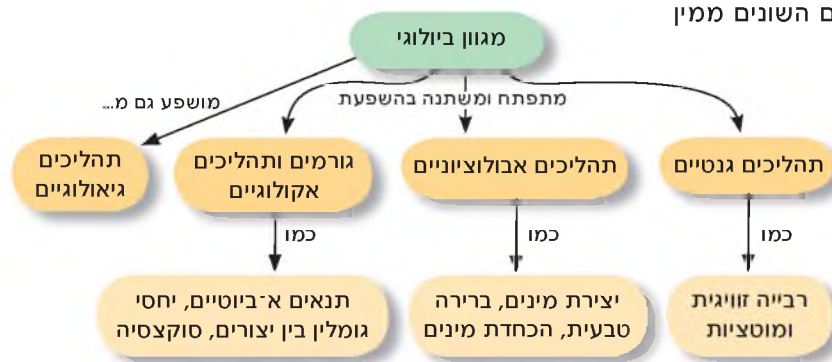 ם השונים ממין
מגוון ביולוגי
מתפתח ומשתנה בהשפעת
מושפע גם מ...
תהליכים גנטיים
תהליכים אבולוציוניים
גורמים ותהליכים
אקולוגיים
תהליכים
גיאולוגיים
כמו
כמו
כמו
רבייה זוויגית
ומוטציות
יצירת מינים, ברירה
טבעית, הכחדת מינים
תנאים א־ביוטיים, יחסי
גומלין בין יצורים, סוקצסיה